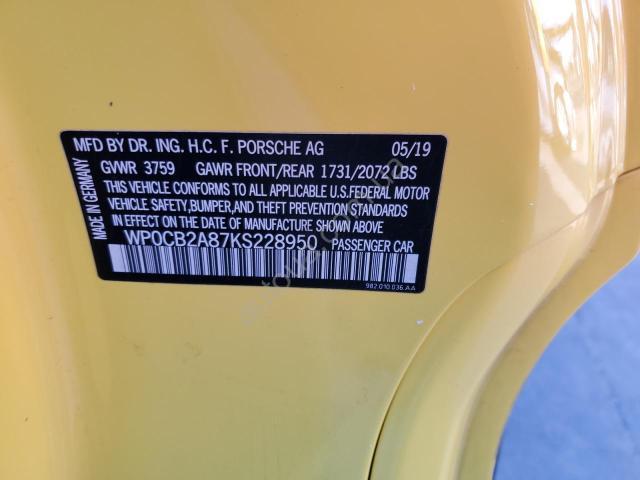 MFD BY DR. ING. H.C. F. PORSCHE AG 05/19
GVWR 3759 GAWR FRONT/REAR 1731/2072 LBS
THIS VEHICLE CONFORMS TO ALL APPLICABLE U.S.FEDERAL MOTOR
VEHICLE SAFETY,BUMPER,AND THEFT PREVENTION STANDARDS
IN EFFECT ON THE DATE OF MANUFACTURE SHOWN ABOVE.
WP0CB2A87KS228950 PASSENGER CAR
982.010.036.AA
MADE IN GERMANY